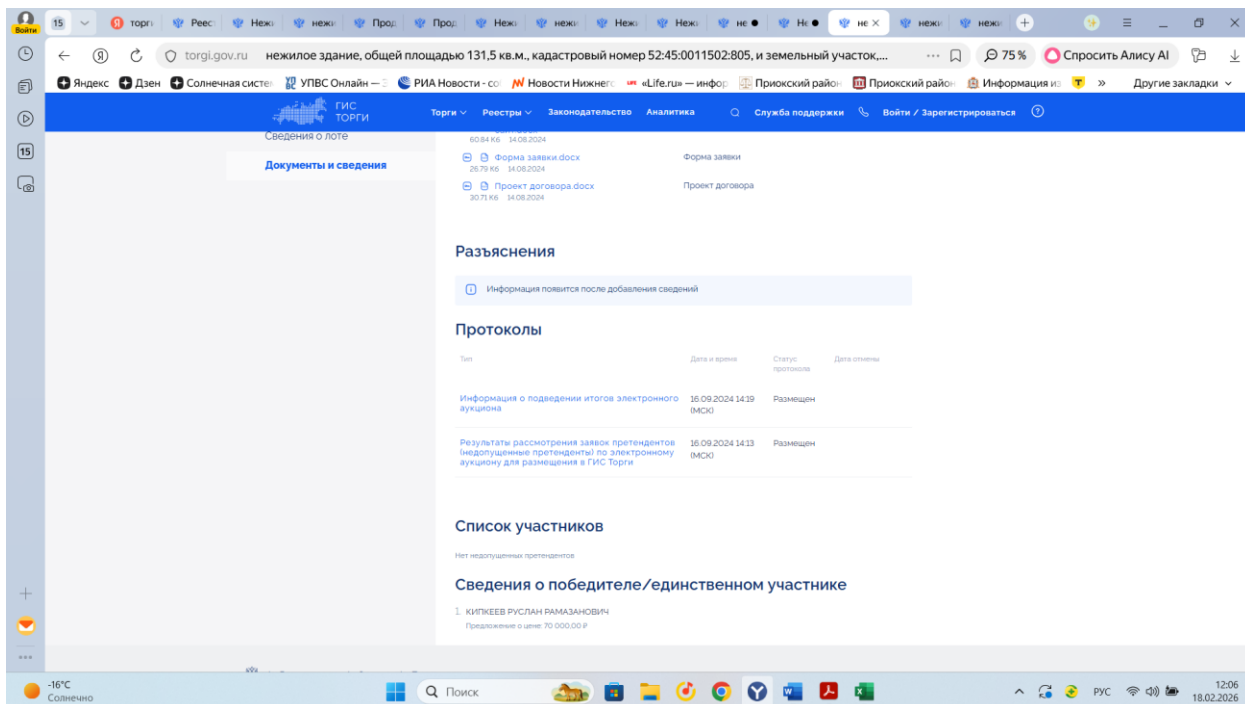 Войти
15
торги
Реес
Нежи
нежи
Прод
Прод
Нежи
нежи
Нежи
Нежи
не
Не
не
нежи
нежи
torgi.gov.ru
нежилое здание, общей площадью 131,5 кв.м., кадастровый номер 52:45:0011502:805, и земельный участок,...
75 %
Спросить Алису AI
Яндекс
Дзен
Солнечная систе
УПВС Онлайн —
РИА Новости - со
Новости Нижнег
«Life.ru» — инфор
Приокский район
Приокский район
Информация из
»
Другие закладки
ГИС
ТОРГИ
Торги
Реестры
Законодательство
Аналитика
Служба поддержки
Войти / Зарегистрироваться
15
Сведения о лоте
Документы и сведения
60.84 Кб 14.08.2024
Форма заявки.docx
Форма заявки
26.79 Кб 14.08.2024
Проект договора.docx
Проект договора
30.71 Кб 14.08.2024
Разъяснения
Информация появится после добавления сведений
Протоколы
Тип
Дата и время
Статус
протокола
Дата отмены
Информация о подведении итогов электронного
аукциона
16.09.2024 14:19
(МСК)
Размещен
Результаты рассмотрения заявок претендентов
(недопущенные претенденты) по электронному
аукциону для размещения в ГИС Торги
16.09.2024 14:13
(МСК)
Размещен
Список участников
Нет недопущенных претендентов
Сведения о победителе/единственном участнике
1. КИПКЕЕВ РУСЛАН РАМАЗАНОВИЧ
Предложение о цене: 70 000,00 ₽
-16°C
Солнечно
Поиск
РУС
12:06
18.02.2026